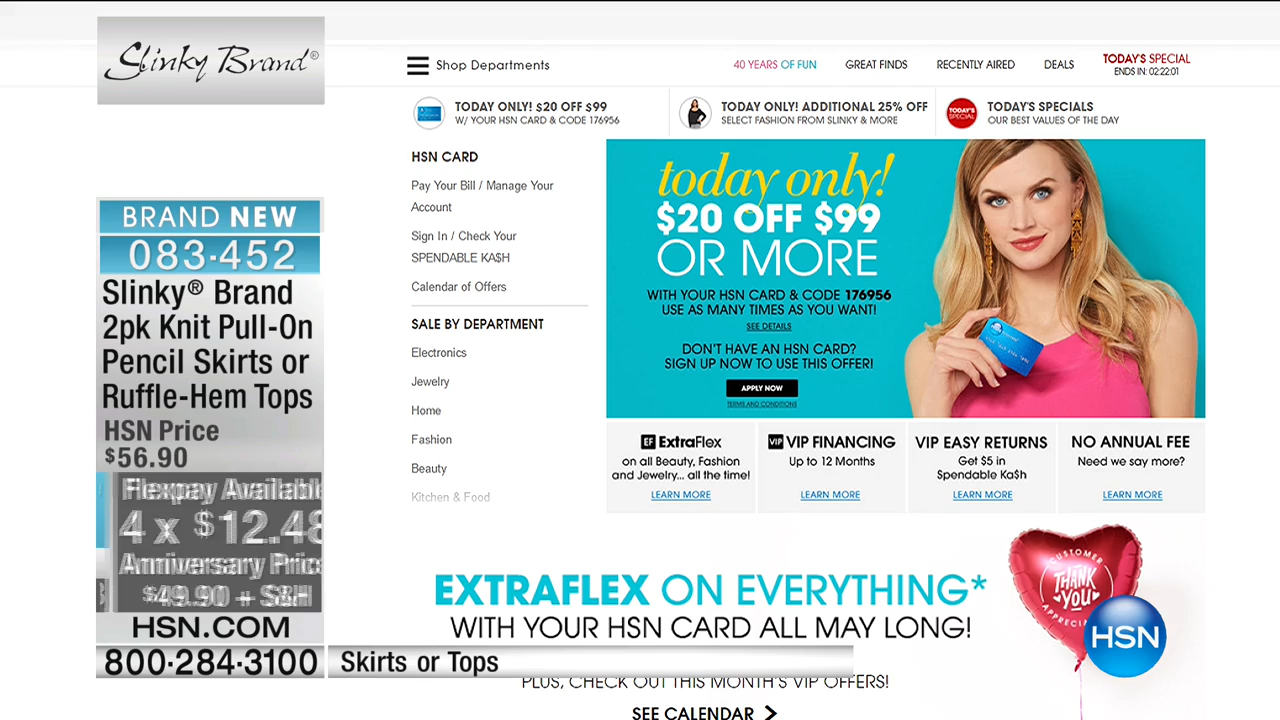 Slinky Brand®
BRAND NEW
083·452
Slinky® Brand
2pk Knit Pull-On
Pencil Skirts or
Ruffle-Hem Tops
HSN Price
$56.90
Flexpay Available
4 x $12.48
Anniversary Price
$49.90 + S&H
HSN.COM
800·284·3100
Skirts or Tops
Shop Departments
40 YEARS OF FUN
GREAT FINDS
RECENTLY AIRED
DEALS
TODAY'S SPECIAL
ENDS IN: 02:22:01
TODAY ONLY! $20 OFF $99
W/ YOUR HSN CARD & CODE 176956
TODAY ONLY! ADDITIONAL 25% OFF
SELECT FASHION FROM SLINKY & MORE
TODAY'S
SPECIAL
TODAY'S SPECIALS
OUR BEST VALUES OF THE DAY
HSN CARD
Pay Your Bill / Manage Your
Account
Sign In / Check Your
SPENDABLE KA$H
Calendar of Offers
SALE BY DEPARTMENT
Electronics
Jewelry
Home
Fashion
Beauty
Kitchen & Food
today only!
$20 OFF $99
OR MORE
WITH YOUR HSN CARD & CODE 176956
USE AS MANY TIMES AS YOU WANT!
SEE DETAILS
DON'T HAVE AN HSN CARD?
SIGN UP NOW TO USE THIS OFFER!
APPLY NOW
TERMS AND CONDITIONS
EF ExtraFlex
on all Beauty, Fashion
and Jewelry... all the time!
LEARN MORE
VIP VIP FINANCING
Up to 12 Months
LEARN MORE
VIP EASY RETURNS
Get $5 in
Spendable Ka$h
LEARN MORE
NO ANNUAL FEE
Need we say more?
LEARN MORE
EXTRAFLEX ON EVERYTHING*
WITH YOUR HSN CARD ALL MAY LONG!
CUSTOMER
THANK
YOU
HSN
PLUS, CHECK OUT THIS MONTH'S VIP OFFERS!
SEE CALENDAR